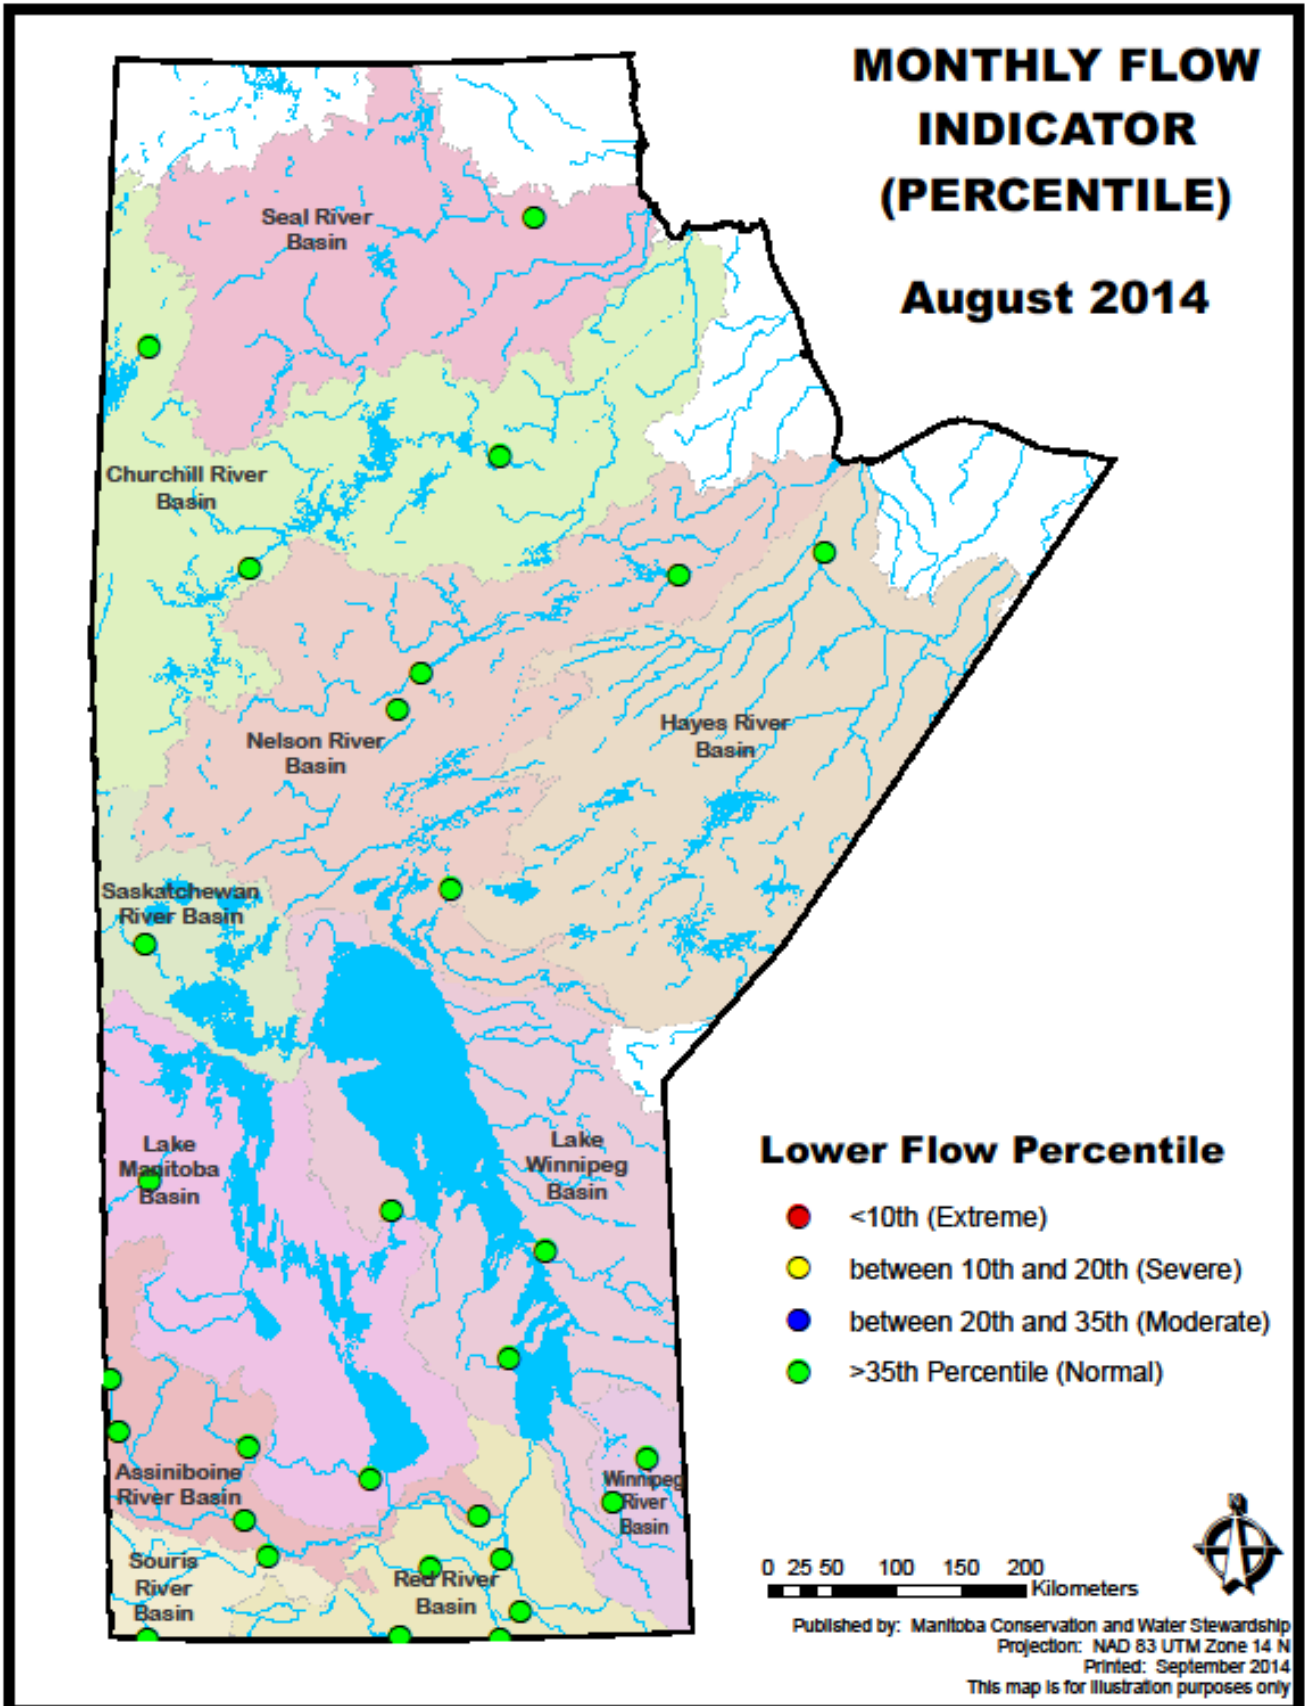 MONTHLY FLOW
INDICATOR
(PERCENTILE)
August 2014
Seal River
Basin
Churchill River
Basin
Nelson River
Basin
Hayes River
Basin
Saskatchewan
River Basin
Lake
Manitoba
Basin
Lake
Winnipeg
Basin
Assiniboine
River Basin
Winnipeg
River
Basin
Souris
River
Basin
Red River
Basin
Lower Flow Percentile
<10th (Extreme)
between 10th and 20th (Severe)
between 20th and 35th (Moderate)
>35th Percentile (Normal)
0 25 50 100 150 200
Kilometers
Published by: Manitoba Conservation and Water Stewardship
Projection: NAD 83 UTM Zone 14 N
Printed: September 2014
This map is for illustration purposes only